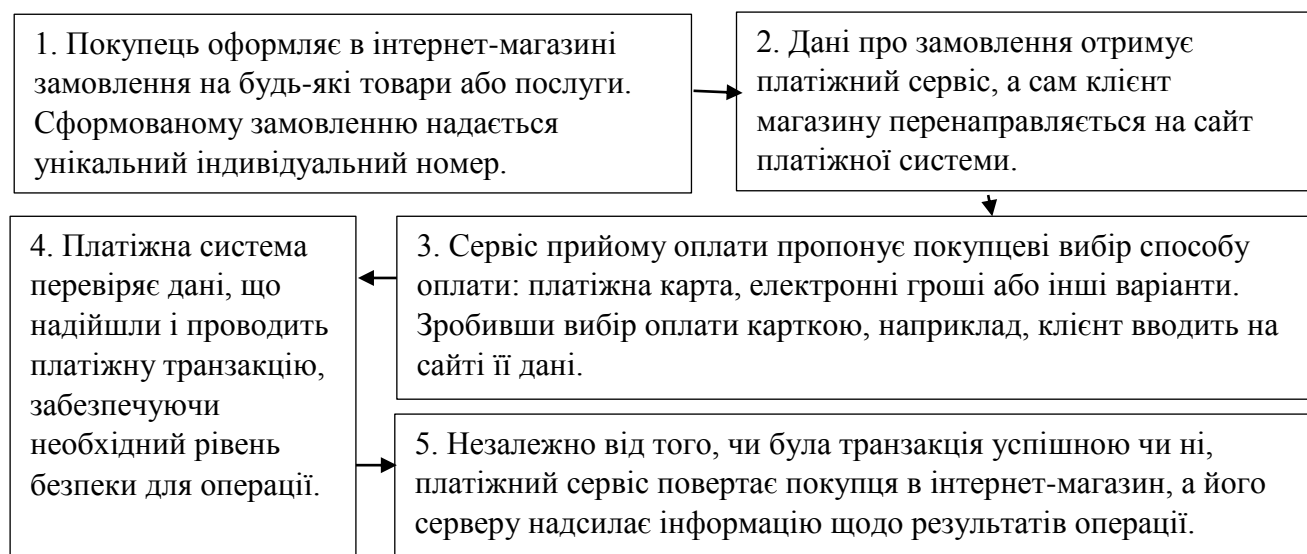 1. Покупець оформляє в інтернет-магазині
замовлення на будь-які товари або послуги.
Сформованому замовленню надається
унікальний індивідуальний номер.
2. Дані про замовлення отримує
платіжний сервіс, а сам клієнт
магазину перенаправляється на сайт
платіжної системи.
3. Сервіс прийому оплати пропонує покупцеві вибір способу
оплати: платіжна карта, електронні гроші або інші варіанти.
Зробивши вибір оплати карткою, наприклад, клієнт вводить на
сайті її дані.
4. Платіжна система
перевіряє дані, що
надійшли і проводить
платіжну транзакцію,
забезпечуючи
необхідний рівень
безпеки для операції.
5. Незалежно від того, чи була транзакція успішною чи ні,
платіжний сервіс повертає покупця в інтернет-магазин, а його
серверу надсилає інформацію щодо результатів операції.